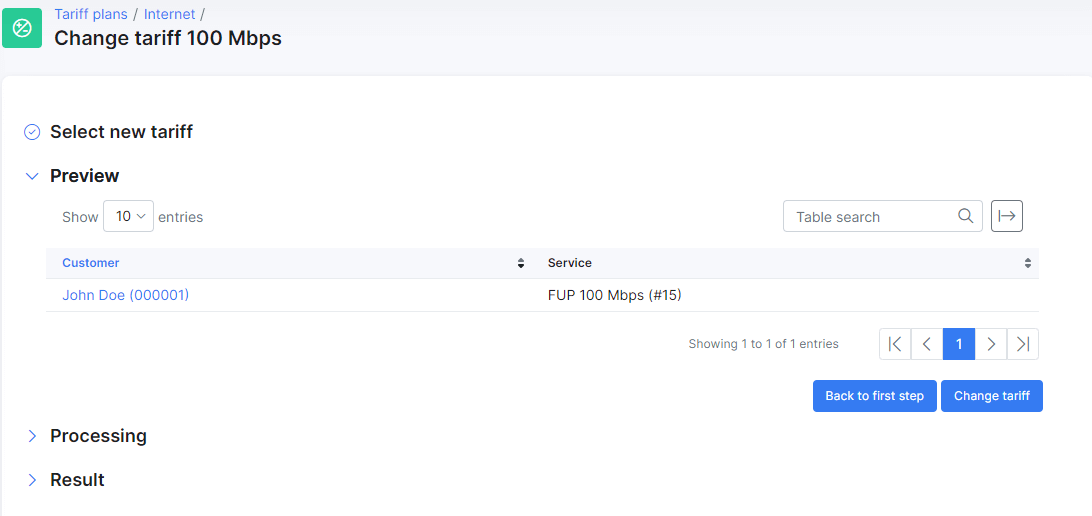 Tariff plans / Internet /
Change tariff 100 Mbps
Select new tariff
Preview
Show 10 entries
Table search
Customer Service
John Doe (000001) FUP 100 Mbps (#15)
Showing 1 to 1 of 1 entries 1
Back to first step Change tariff
Processing
Result